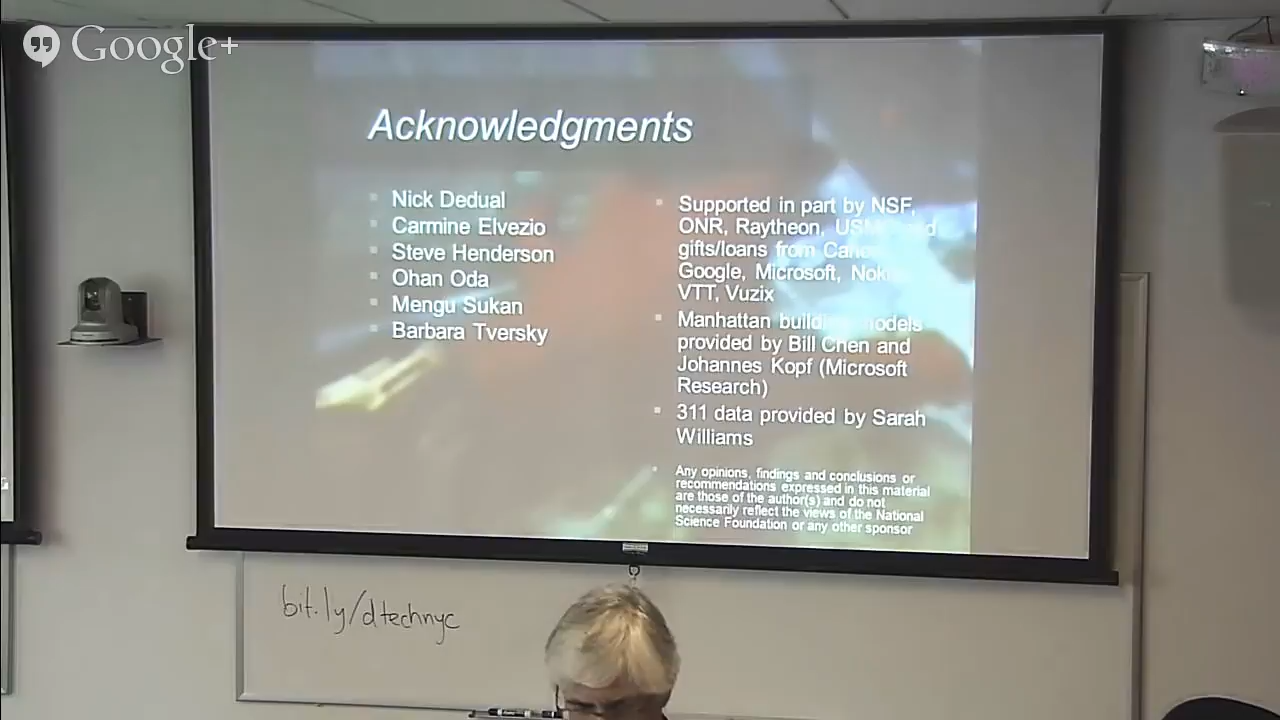 Google+
Acknowledgments
Nick Dedual
Carmine Elvezio
Steve Henderson
Ohan Oda
Mengu Sukan
Barbara Tversky
Supported in part by NSF,
ONR, Raytheon,
gifts/loans from
Google, Microsoft,
VTT, Vuzix
Manhattan building models
provided by Bill Chen and
Johannes Kopf (Microsoft
Research)
311 data provided by Sarah
Williams
Any opinions, findings and conclusions or
recommendations expressed in this material
are those of the author(s) and do not
necessarily reflect the views of the National
Science Foundation or any other sponsor
bit.ly/dtechnyc